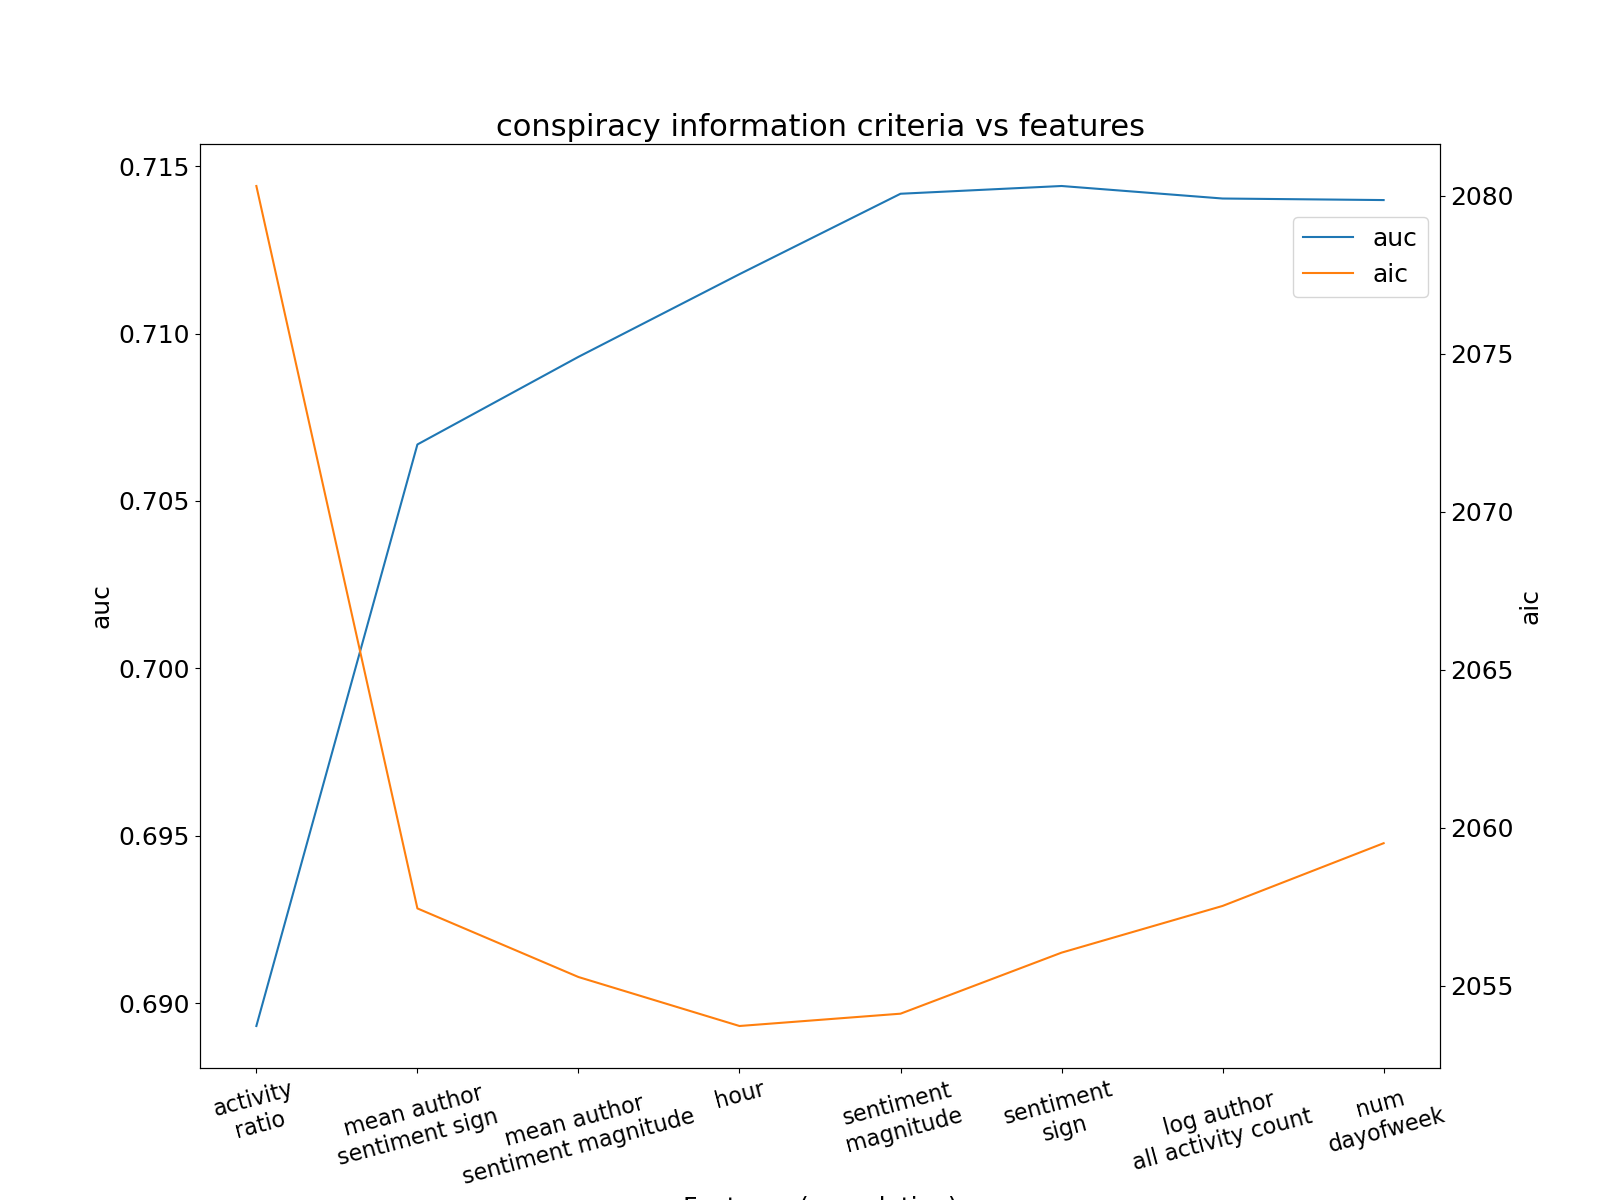 conspiracy information criteria vs features
0.715
0.710
0.705
0.700
0.695
0.690
auc
2080
2075
2070
2065
2060
2055
aic
auc
aic
activity
ratio
mean author
sentiment sign
mean author
sentiment magnitude
hour
sentiment
magnitude
sentiment
sign
log author
all activity count
num
dayofweek